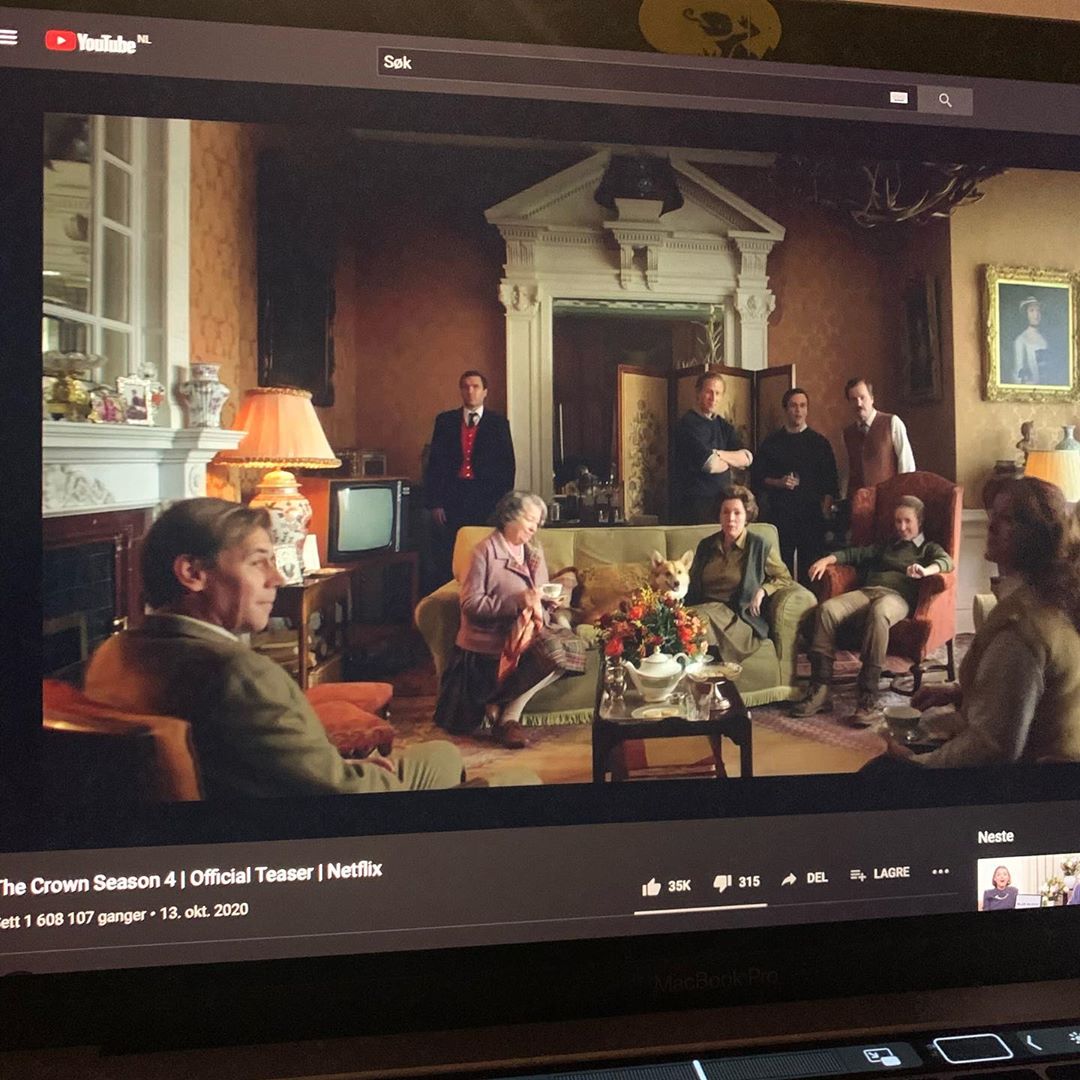 YouTube NL
Søk
The Crown Season 4 | Official Teaser | Netflix
ett 1 608 107 ganger • 13. okt. 2020
35K
315
DEL
LAGRE
Neste
MacBook Pro